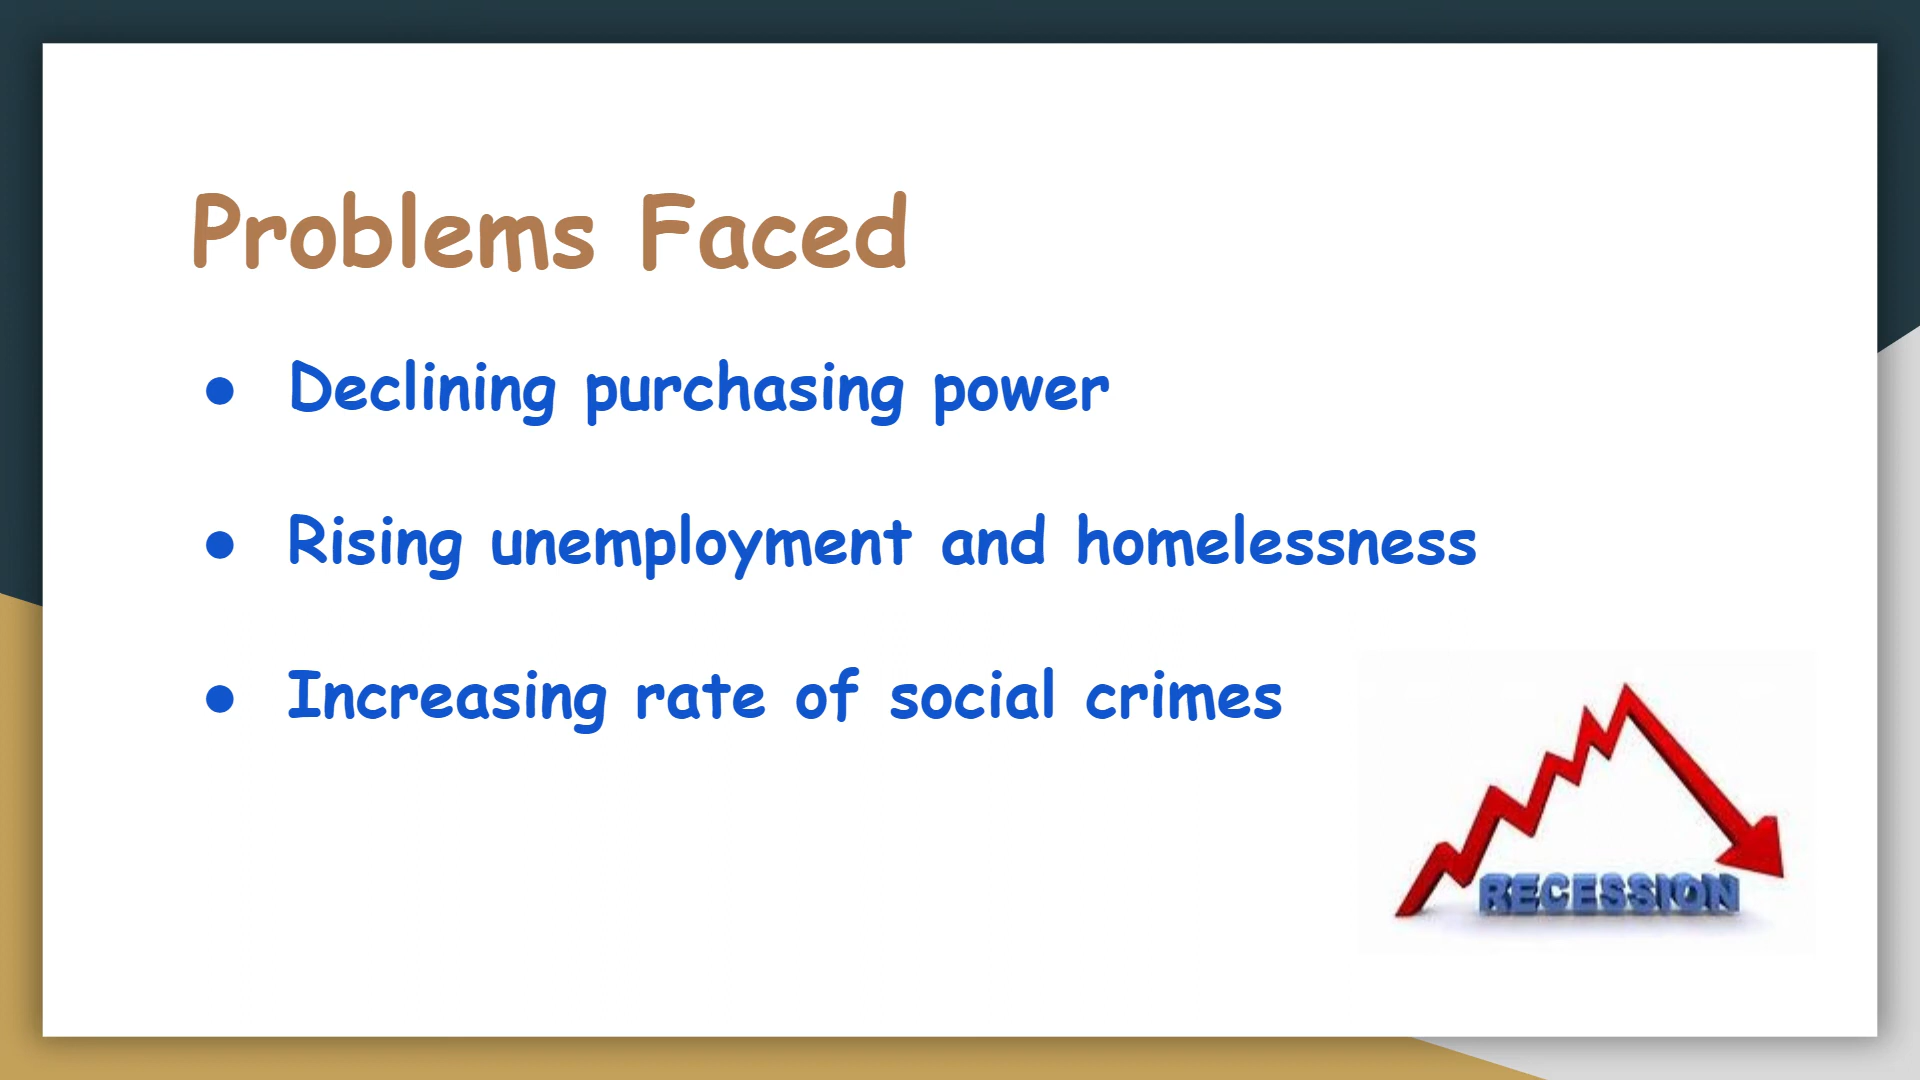 Problems Faced
● Declining purchasing power
● Rising unemployment and homelessness
● Increasing rate of social crimes
RECESSION